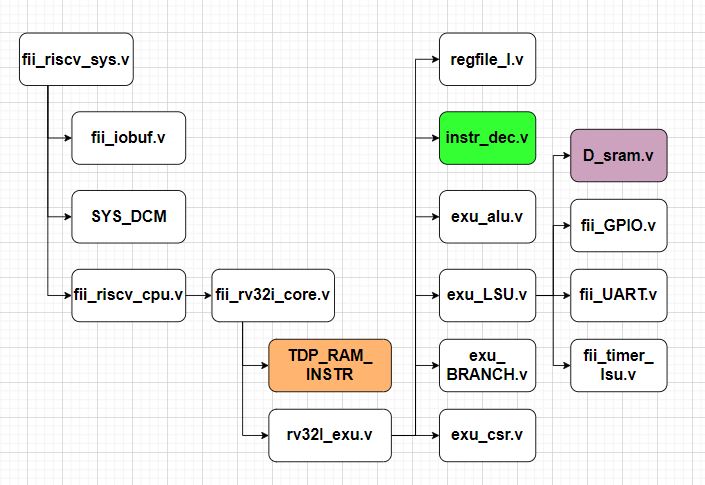 fii_riscv_sys.v
fii_iobuf.v
SYS_DCM
fii_riscv_cpu.v
fii_rv32i_core.v
TDP_RAM_
INSTR
rv32I_exu.v
regfile_I.v
instr_dec.v
exu_alu.v
exu_LSU.v
exu_
BRANCH.v
exu_csr.v
D_sram.v
fii_GPIO.v
fii_UART.v
fii_timer_
lsu.v